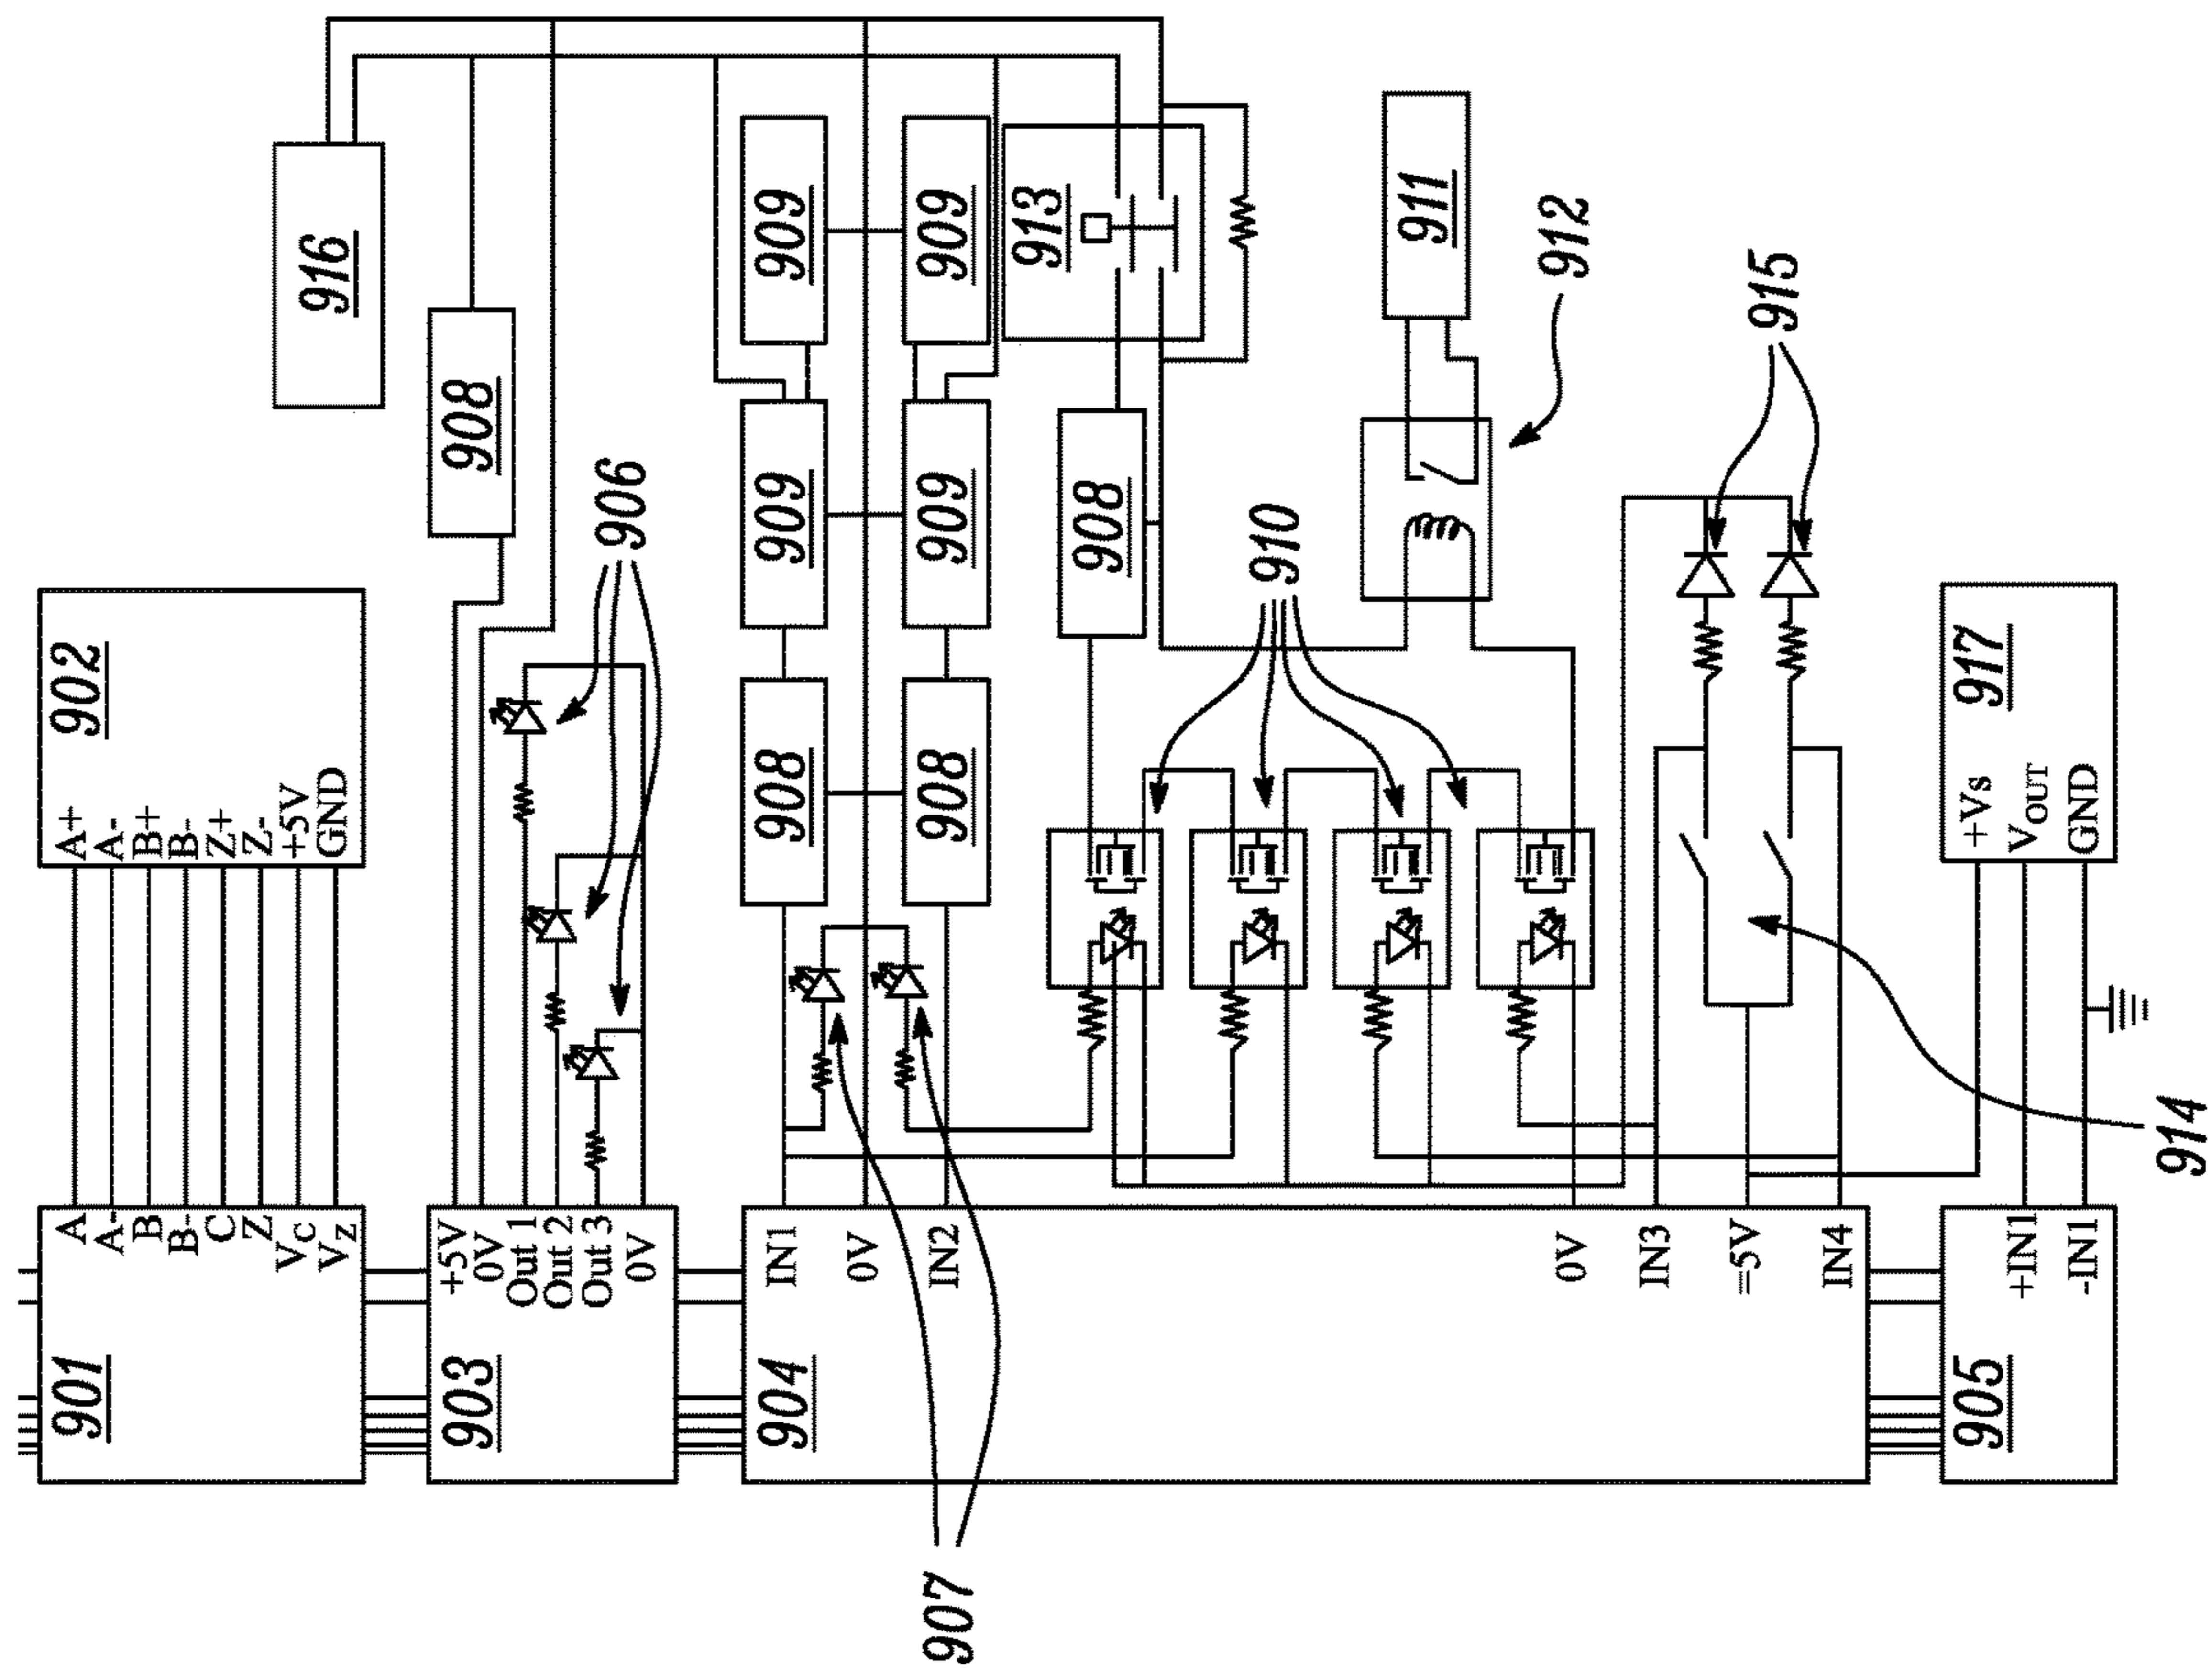 901
A
A-
B
B-
C
Z
VC
VZ
902
A+
A-
B+
B-
Z+
Z-
+5V
GND
903
+5V
0V
Out 1
Out 2
Out 3
0V
906
908
916
904
IN1
0V
IN2
0V
IN3
=5V
IN4
907
908
908
909
909
909
909
908
913
910
911
912
914
915
905
+IN1
-IN1
917
+Vs
VOUT
GND